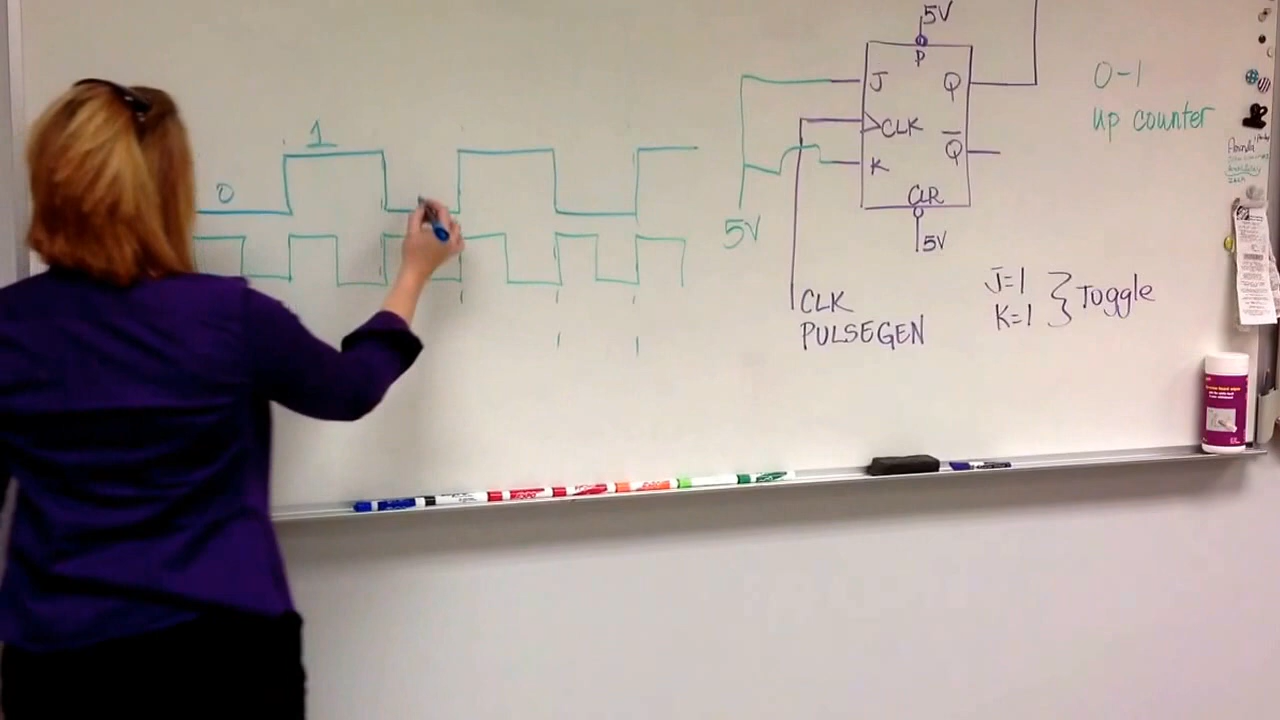 5V
P
J
Q
0-1
CLK
up counter
1
0
K
Q̅
CLR
5V
5V
J=1
K=1
} Toggle
CLK
PULSEGEN